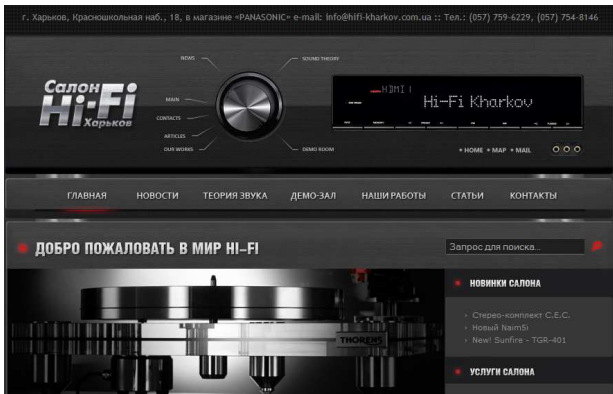 г. Харьков, Красношкольная наб., 18, в магазине «PANASONIC» e-mail: info@hifi-kharkov.com.ua :: Тел.: (057) 759-6229, (057) 754-8146
NEWS
SOUND THEORY
Салон
Hi-Fi
Харьков
MAIN
CONTACTS
ARTICLES
OUR WORKS
DEMO ROOM
HDMI 1
Hi-Fi Kharkov
• HOME • MAP • MAIL
ГЛАВНАЯ НОВОСТИ ТЕОРИЯ ЗВУКА ДЕМО-ЗАЛ НАШИ РАБОТЫ СТАТЬИ КОНТАКТЫ
ДОБРО ПОЖАЛОВАТЬ В МИР HI-FI
Запрос для поиска...
НОВИНКИ САЛОНА
› Стерео-комплект C.E.C.
› Новый Naim5i
› New! Sunfire - TGR-401
THORENS
УСЛУГИ САЛОНА